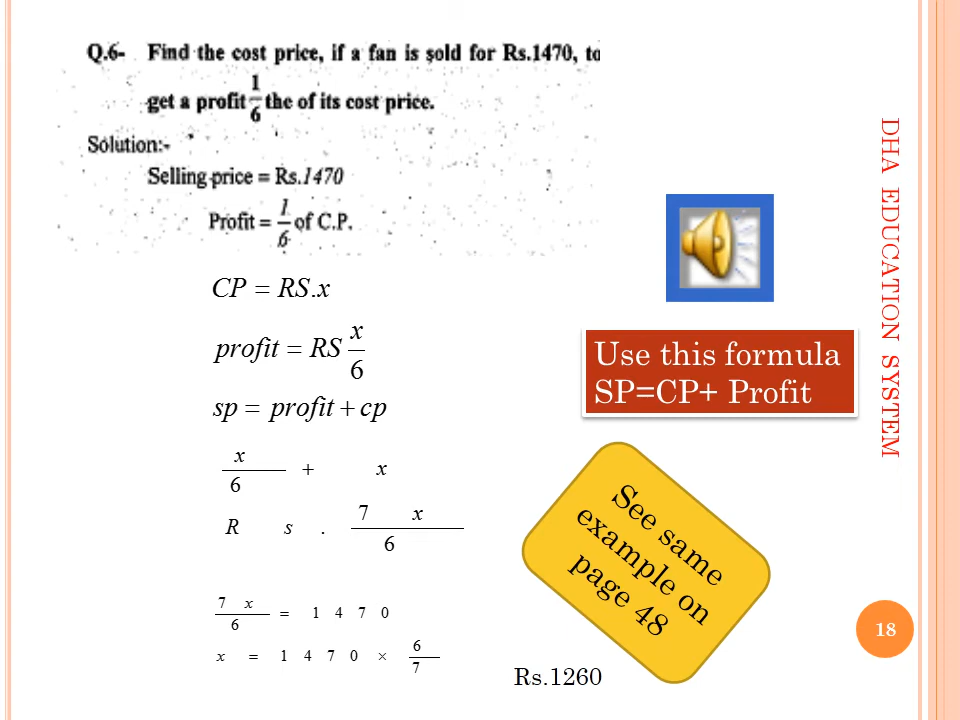 Q.6- Find the cost price, if a fan is sold for Rs.1470, to
get a profit 1/6 the of its cost price.
Solution:-
Selling price = Rs.1470
Profit = 1/6 of C.P.
CP = RS.x
profit = RS x/6
sp = profit + cp
x/6 + x
Rs. 7x/6
7x/6 = 1470
x = 1470 × 6/7
Rs.1260
Use this formula
SP=CP+ Profit
See same
example on
page 48
DHA EDUCATION SYSTEM
18